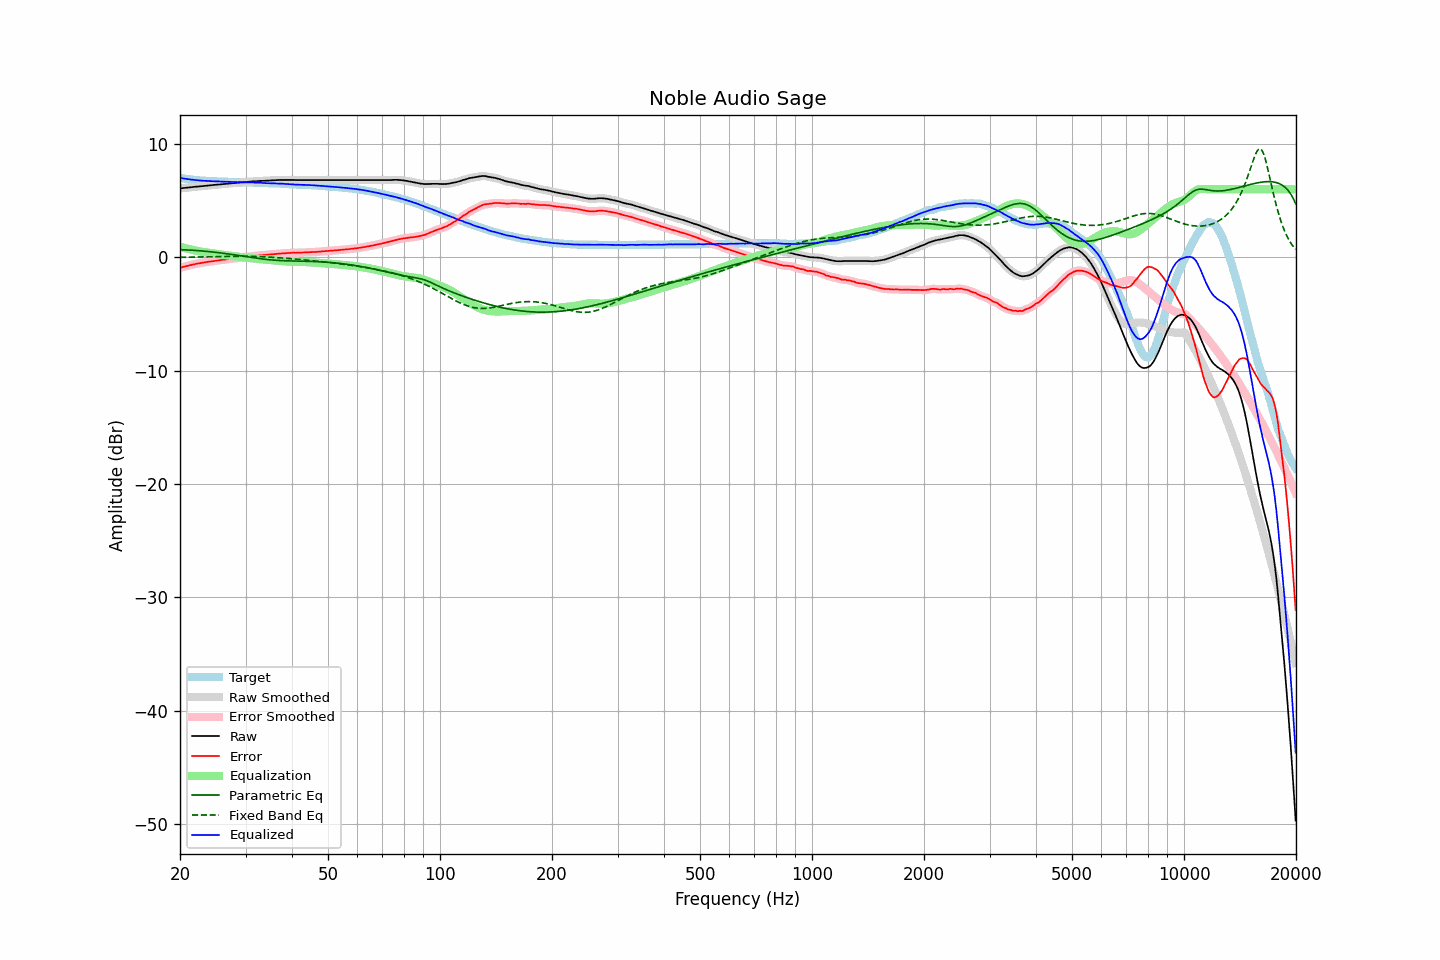 Noble Audio Sage
10
0
−10
−20
−30
−40
−50
Amplitude (dBr)
Target
Raw Smoothed
Error Smoothed
Raw
Error
Equalization
Parametric Eq
Fixed Band Eq
Equalized
20 50 100 200 500 1000 2000 5000 10000 20000
Frequency (Hz)